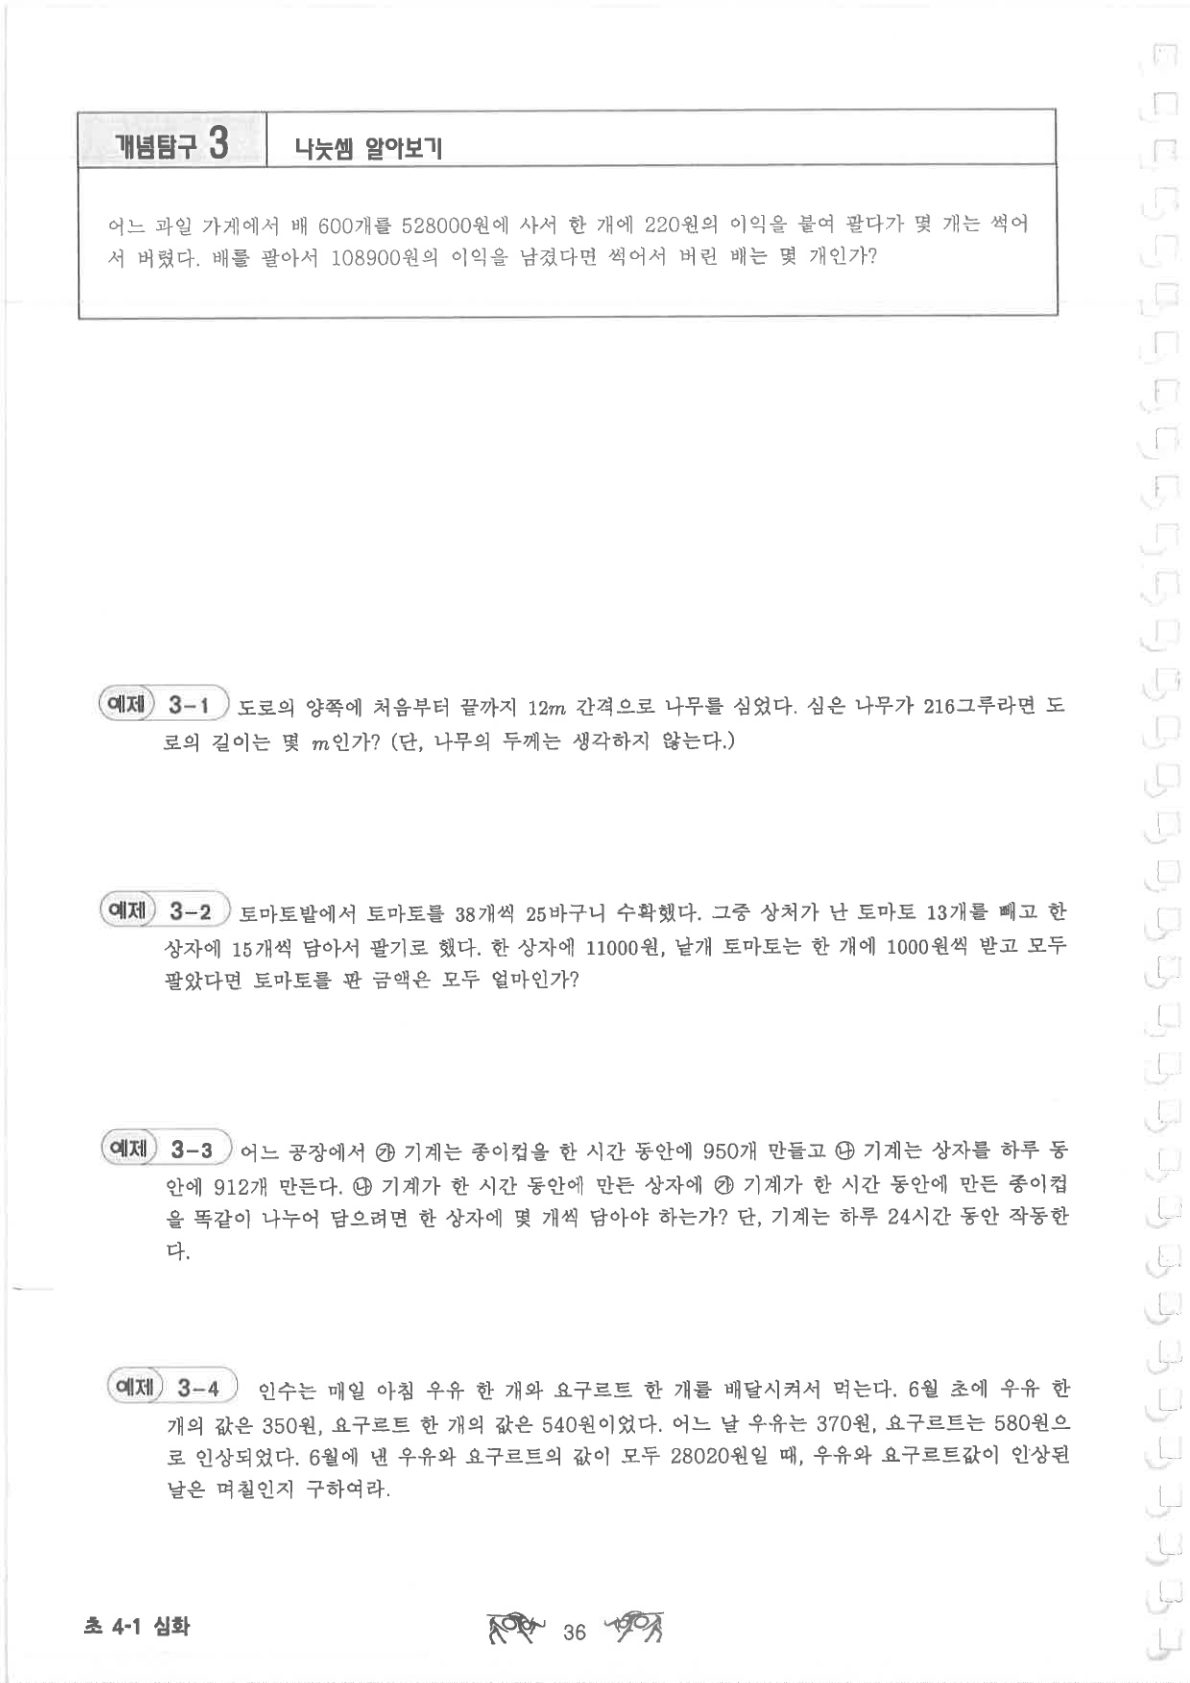 개념탐구 3 나눗셈 알아보기
어느 과일 가게에서 배 600개를 528000원에 사서 한 개에 220원의 이익을 붙여 팔다가 몇 개는 썩어
서 버렸다. 배를 팔아서 108900원의 이익을 남겼다면 썩어서 버린 배는 몇 개인가?
예제 3-1 도로의 양쪽에 처음부터 끝까지 12m 간격으로 나무를 심었다. 심은 나무가 216그루라면 도
로의 길이는 몇 m인가? (단, 나무의 두께는 생각하지 않는다.)
예제 3-2 토마토밭에서 토마토를 38개씩 25바구니 수확했다. 그중 상처가 난 토마토 13개를 빼고 한
상자에 15개씩 담아서 팔기로 했다. 한 상자에 11000원, 낱개 토마토는 한 개에 1000원씩 받고 모두
팔았다면 토마토를 판 금액은 모두 얼마인가?
예제 3-3 어느 공장에서 ㉮ 기계는 종이컵을 한 시간 동안에 950개 만들고 ㉯ 기계는 상자를 하루 동
안에 912개 만든다. ㉯ 기계가 한 시간 동안에 만든 상자에 ㉮ 기계가 한 시간 동안에 만든 종이컵
을 똑같이 나누어 담으려면 한 상자에 몇 개씩 담아야 하는가? 단, 기계는 하루 24시간 동안 작동한
다.
예제 3-4 인수는 매일 아침 우유 한 개와 요구르트 한 개를 배달시켜서 먹는다. 6월 초에 우유 한
개의 값은 350원, 요구르트 한 개의 값은 540원이었다. 어느 날 우유는 370원, 요구르트는 580원으
로 인상되었다. 6월에 낸 우유와 요구르트의 값이 모두 28020원일 때, 우유와 요구르트값이 인상된
날은 며칠인지 구하여라.
초 4-1 심화
36